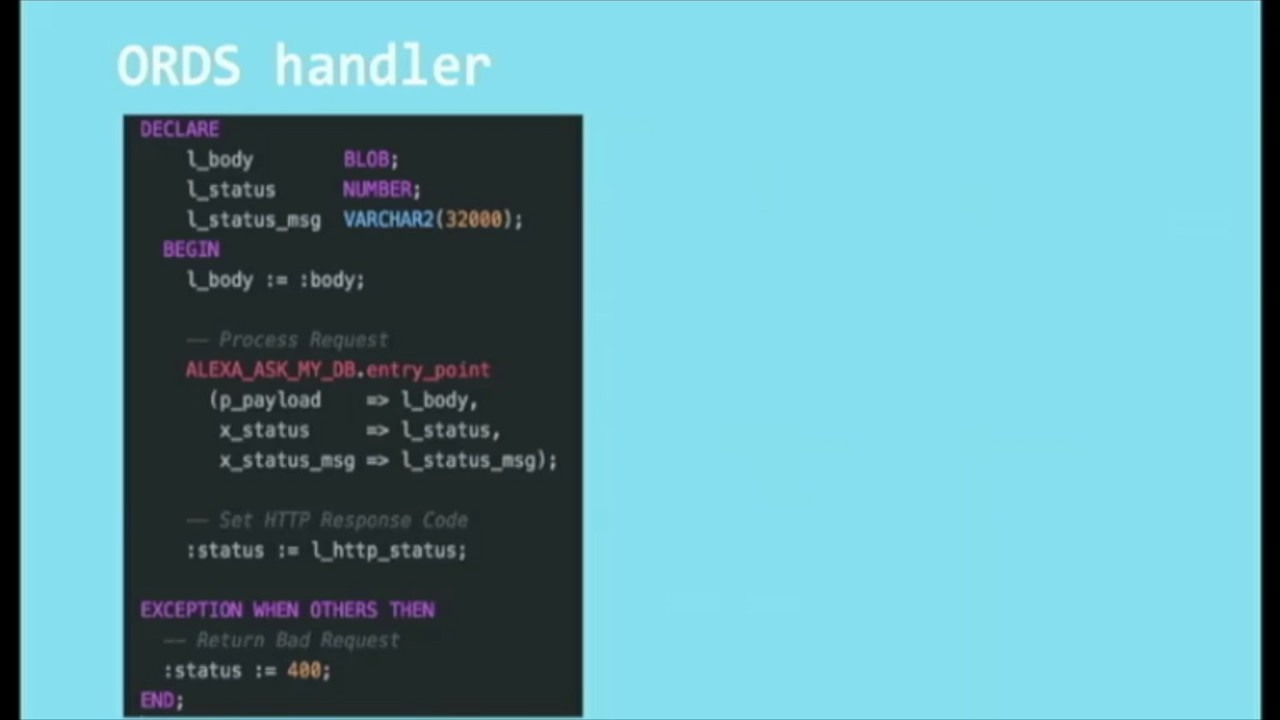 ORDS handler
DECLARE
l_body BLOB;
l_status NUMBER;
l_status_msg VARCHAR2(32000);
BEGIN
l_body := :body;
-- Process Request
ALEXA_ASK_MY_DB.entry_point
(p_payload => l_body,
x_status => l_status,
x_status_msg => l_status_msg);
-- Set HTTP Response Code
:status := l_http_status;
EXCEPTION WHEN OTHERS THEN
-- Return Bad Request
:status := 400;
END;